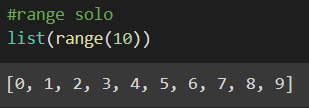 #range solo
list(range(10))
[0, 1, 2, 3, 4, 5, 6, 7, 8, 9]